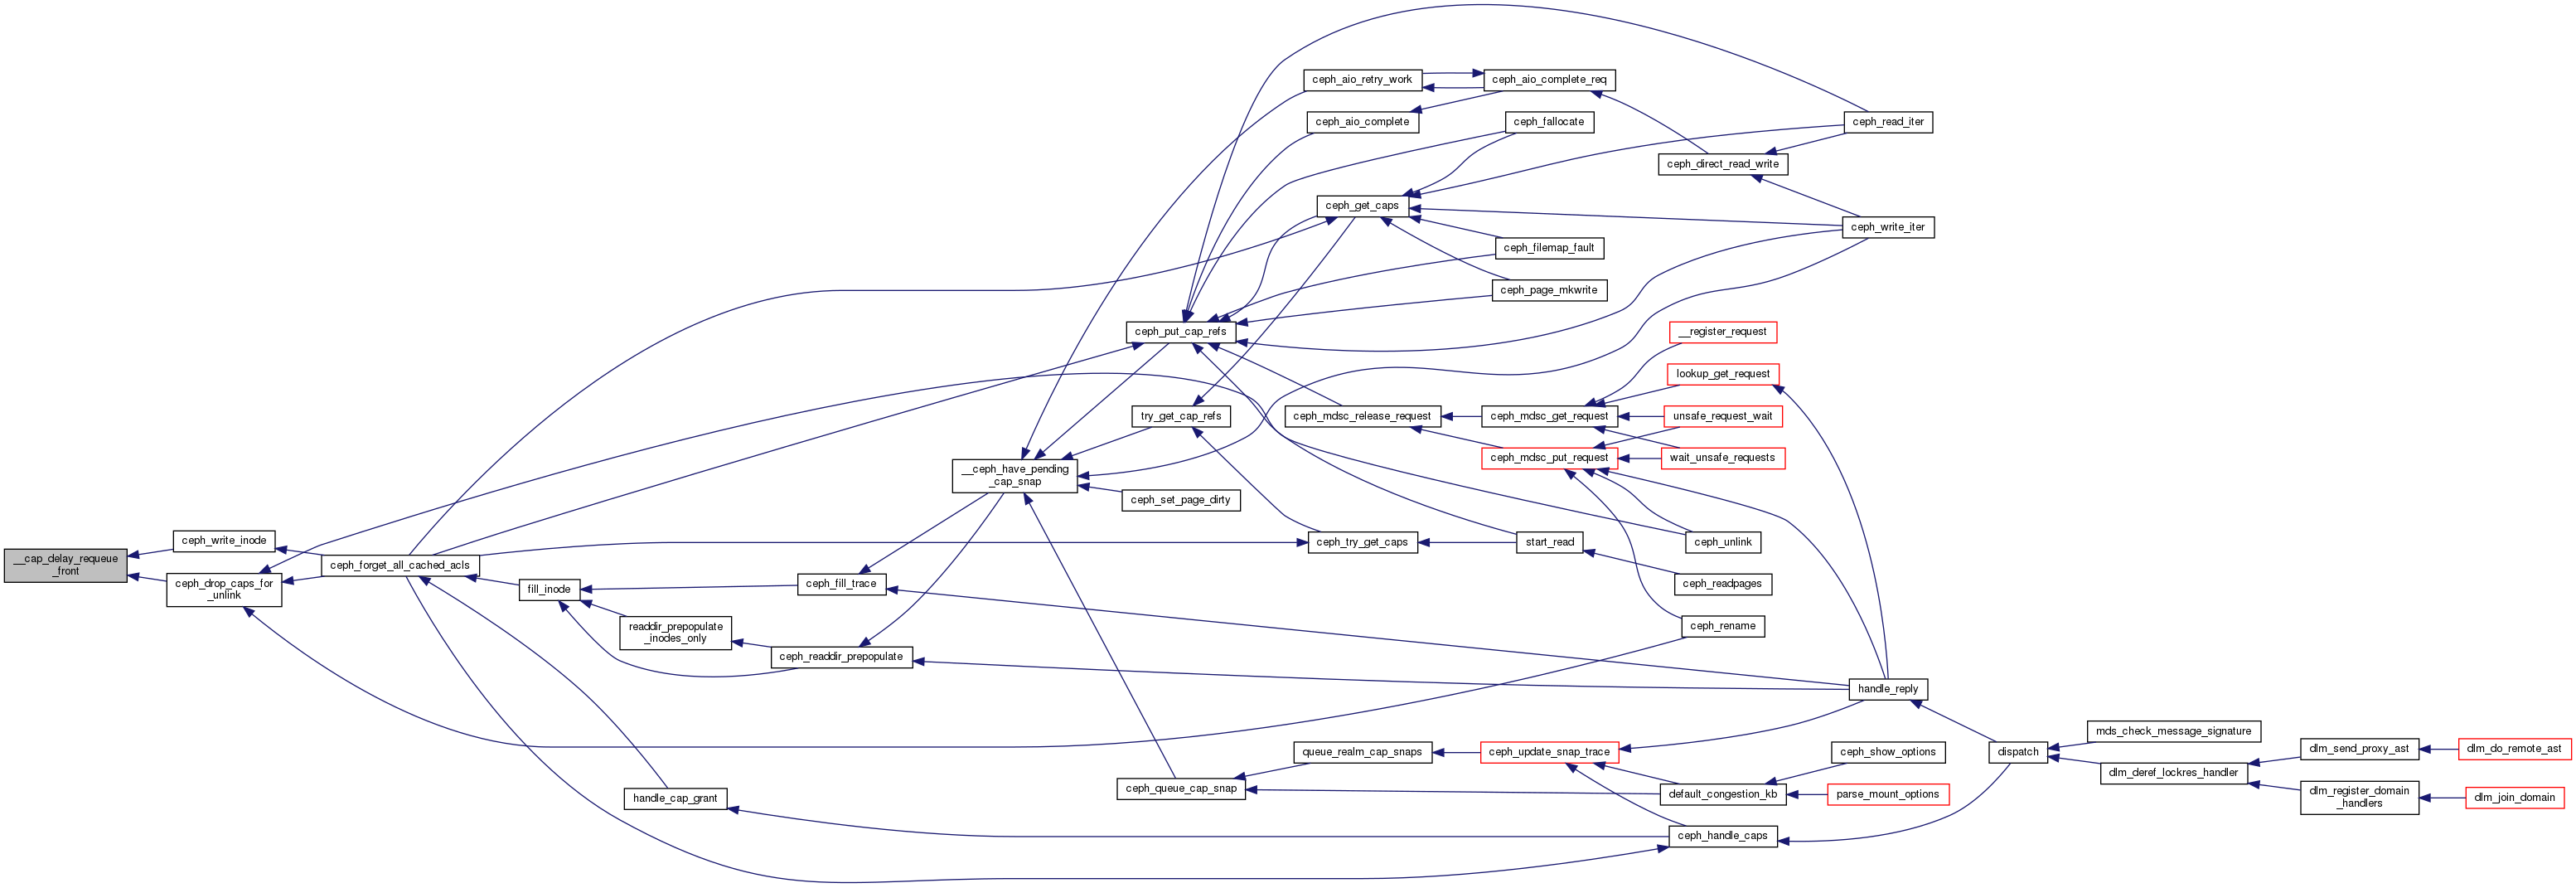 __cap_delay_requeue
_front
ceph_write_inode
ceph_drop_caps_for
_unlink
ceph_forget_all_cached_acls
fill_inode
handle_cap_grant
readdir_prepopulate
_inodes_only
ceph_fill_trace
ceph_readdir_prepopulate
__ceph_have_pending
_cap_snap
ceph_put_cap_refs
try_get_cap_refs
ceph_set_page_dirty
ceph_queue_cap_snap
ceph_aio_retry_work
ceph_aio_complete
ceph_get_caps
ceph_mdsc_release_request
ceph_try_get_caps
queue_realm_cap_snaps
ceph_aio_complete_req
ceph_fallocate
ceph_filemap_fault
ceph_page_mkwrite
ceph_mdsc_get_request
ceph_mdsc_put_request
start_read
ceph_update_snap_trace
ceph_direct_read_write
__register_request
lookup_get_request
unsafe_request_wait
wait_unsafe_requests
ceph_unlink
ceph_readpages
ceph_rename
default_congestion_kb
ceph_handle_caps
ceph_read_iter
ceph_write_iter
handle_reply
ceph_show_options
parse_mount_options
dispatch
mds_check_message_signature
dlm_deref_lockres_handler
dlm_send_proxy_ast
dlm_register_domain
_handlers
dlm_do_remote_ast
dlm_join_domain